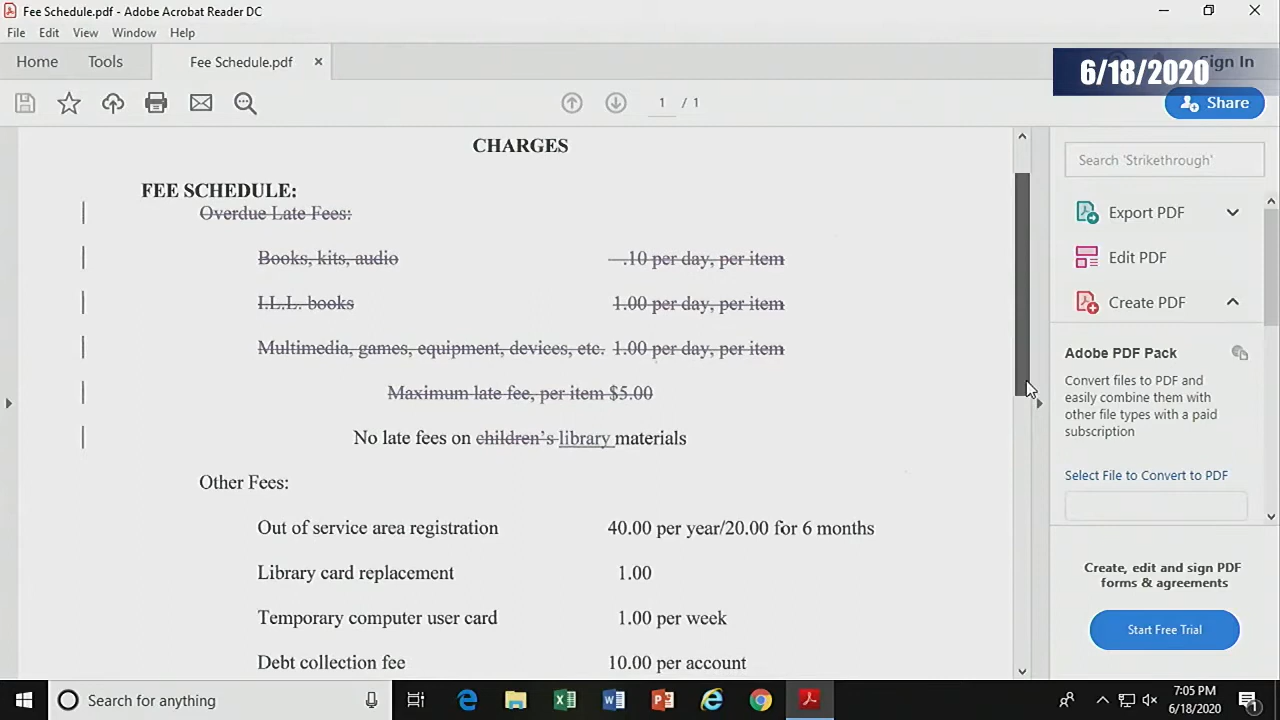 Fee Schedule.pdf - Adobe Acrobat Reader DC
File Edit View Window Help
Home Tools Fee Schedule.pdf × Sign In
6/18/2020
1 / 1
Share
CHARGES
FEE SCHEDULE:
Overdue Late Fees:
Books, kits, audio .10 per day, per item
I.L.L. books 1.00 per day, per item
Multimedia, games, equipment, devices, etc. 1.00 per day, per item
Maximum late fee, per item $5.00
No late fees on children's library materials
Other Fees:
Out of service area registration 40.00 per year/20.00 for 6 months
Library card replacement 1.00
Temporary computer user card 1.00 per week
Debt collection fee 10.00 per account
Search 'Strikethrough'
Export PDF
Edit PDF
Create PDF
Adobe PDF Pack
Convert files to PDF and
easily combine them with
other file types with a paid
subscription
Select File to Convert to PDF
Create, edit and sign PDF
forms & agreements
Start Free Trial
Search for anything
7:05 PM
6/18/2020
1